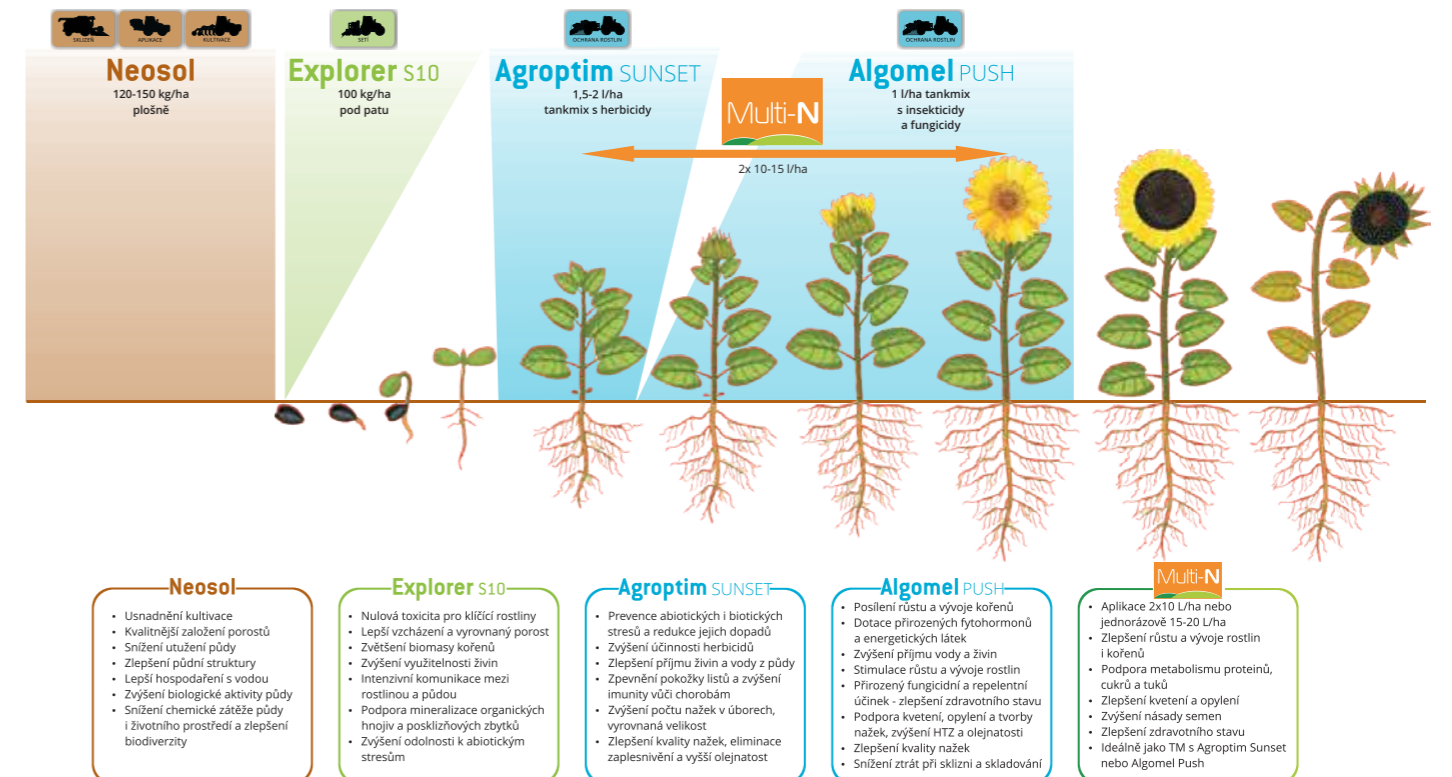 SKLIZEŇ
APLIKACE
KULTIVACE
SETÍ
OCHRANA ROSTLIN
OCHRANA ROSTLIN
Neosol
120-150 kg/ha
plošně
Explorer S10
100 kg/ha
pod patu
Agroptim SUNSET
1,5-2 l/ha
tankmix s herbicidy
Multi-N
2x 10-15 l/ha
Algomel PUSH
1 l/ha tankmix
s insekticidy
a fungicidy
Neosol
• Usnadnění kultivace
• Kvalitnější založení porostů
• Snížení utužení půdy
• Zlepšení půdní struktury
• Lepší hospodaření s vodou
• Zvýšení biologické aktivity půdy
• Snížení chemické zátěže půdy
i životního prostředí a zlepšení
biodiverzity
Explorer S10
• Nulová toxicita pro klíčící rostliny
• Lepší vzcházení a vyrovnaný porost
• Zvětšení biomasy kořenů
• Zvýšení využitelnosti živin
• Intenzivní komunikace mezi
rostlinou a půdou
• Podpora mineralizace organických
hnojiv a posklizňových zbytků
• Zvýšení odolnosti k abiotickým
stresům
Agroptim SUNSET
• Prevence abiotických i biotických
stresů a redukce jejich dopadů
• Zvýšení účinnosti herbicidů
• Zlepšení příjmu živin a vody z půdy
• Zpevnění pokožky listů a zvýšení
imunity vůči chorobám
• Zvýšení počtu nažek v úborech,
vyrovnaná velikost
• Zlepšení kvality nažek, eliminace
zaplesnivění a vyšší olejnatost
Algomel PUSH
• Posílení růstu a vývoje kořenů
• Dotace přirozených fytohormonů
a energetických látek
• Zvýšení příjmu vody a živin
• Stimulace růstu a vývoje rostlin
• Přirozený fungicidní a repelentní
účinek - zlepšení zdravotního stavu
• Podpora kvetení, opylení a tvorby
nažek, zvýšení HTZ a olejnatosti
• Zlepšení kvality nažek
• Snížení ztrát při sklizni a skladování
Multi-N
• Aplikace 2x10 L/ha nebo
jednorázově 15-20 L/ha
• Zlepšení růstu a vývoje rostlin
i kořenů
• Podpora metabolismu proteinů,
cukrů a tuků
• Zlepšení kvetení a opylení
• Zvýšení násady semen
• Zlepšení zdravotního stavu
• Ideálně jako TM s Agroptim Sunset
nebo Algomel Push